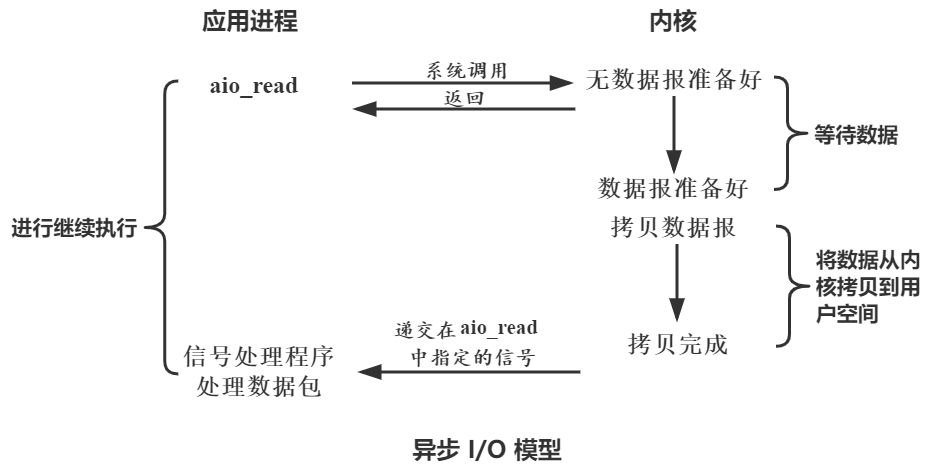 应用进程
内核
aio_read
系统调用
无数据报准备好
返回
等待数据
数据报准备好
进行继续执行
拷贝数据报
将数据从内
核拷贝到用
户空间
递交在 aio_read
中指定的信号
拷贝完成
信号处理程序
处理数据包
异步 I/O 模型